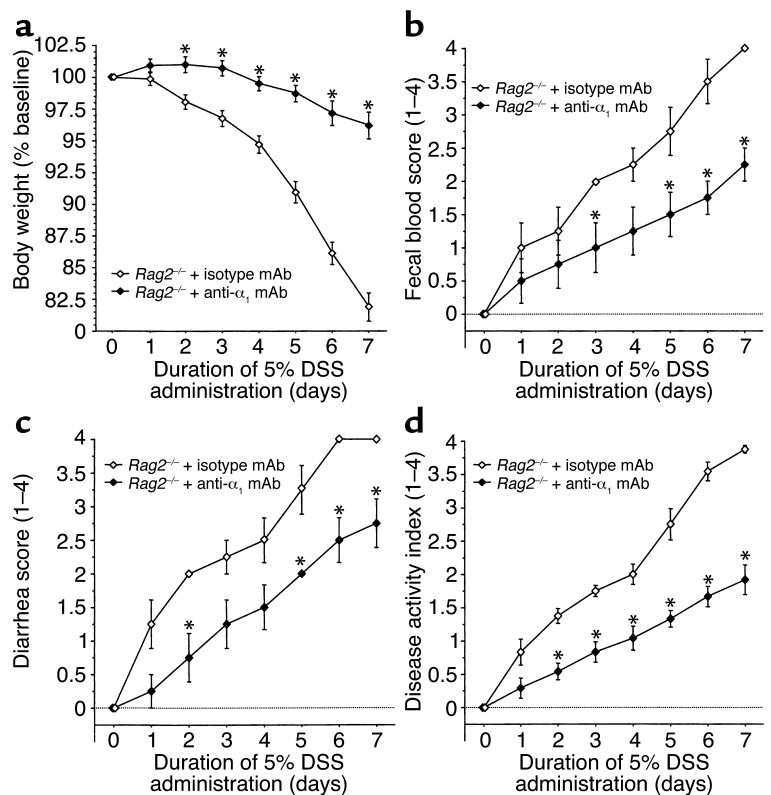 a
Body weight (% baseline)
102.5
100
97.5
95
92.5
90
87.5
85
82.5
0
* * * * * * *
Rag2–/– + isotype mAb
Rag2–/– + anti-α1 mAb
0 1 2 3 4 5 6 7
Duration of 5% DSS
administration (days)
b
Fecal blood score (1–4)
4
3.5
3
2.5
2
1.5
1
0.5
0
Rag2–/– + isotype mAb
Rag2–/– + anti-α1 mAb
* * * *
0 1 2 3 4 5 6 7
Duration of 5% DSS
administration (days)
c
Diarrhea score (1–4)
4
3.5
3
2.5
2
1.5
1
0.5
0
Rag2–/– + isotype mAb
Rag2–/– + anti-α1 mAb
* * * *
0 1 2 3 4 5 6 7
Duration of 5% DSS
administration (days)
d
Disease activity index (1–4)
4
3.5
3
2.5
2
1.5
1
0.5
0
Rag2–/– + isotype mAb
Rag2–/– + anti-α1 mAb
* * * * * *
0 1 2 3 4 5 6 7
Duration of 5% DSS
administration (days)